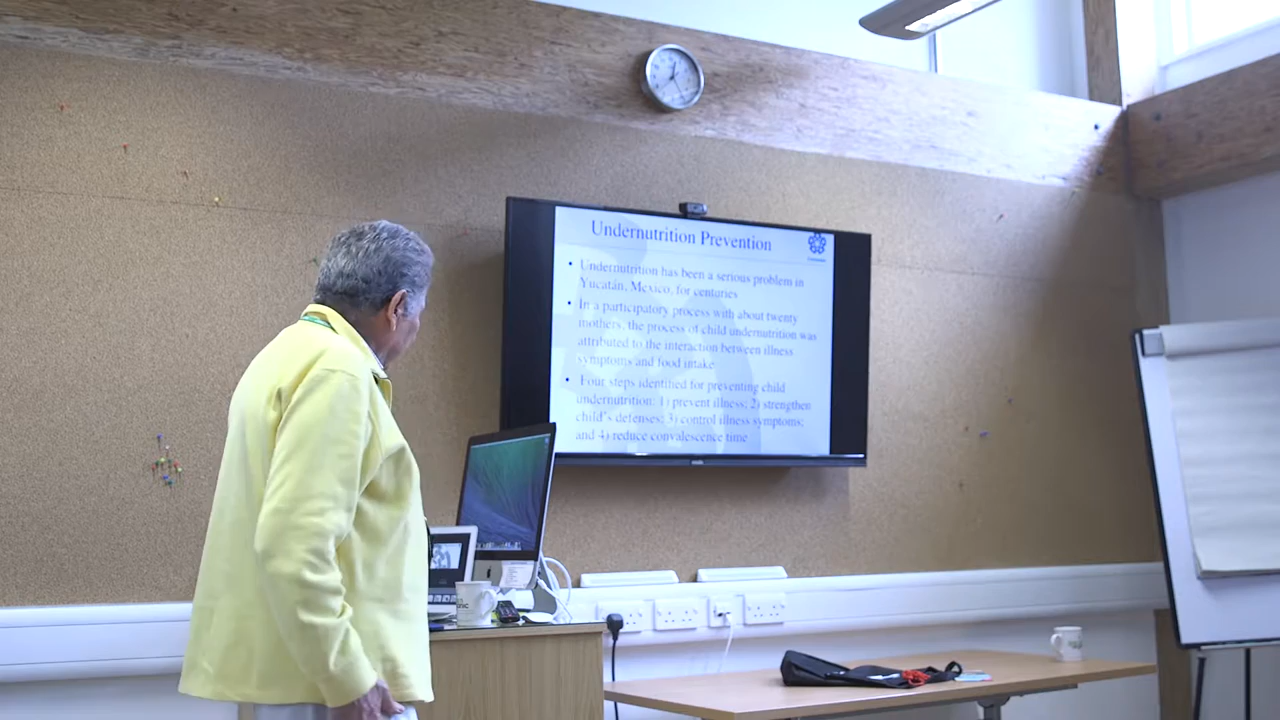 Undernutrition Prevention
• Undernutrition has been a serious problem in
Yucatán, Mexico, for centuries
• In a participatory process with about twenty
mothers, the process of child undernutrition was
attributed to the interaction between illness
symptoms and food intake
• Four steps identified for preventing child
undernutrition: 1) prevent illness; 2) strengthen
child's defenses; 3) control illness symptoms;
and 4) reduce convalescence time